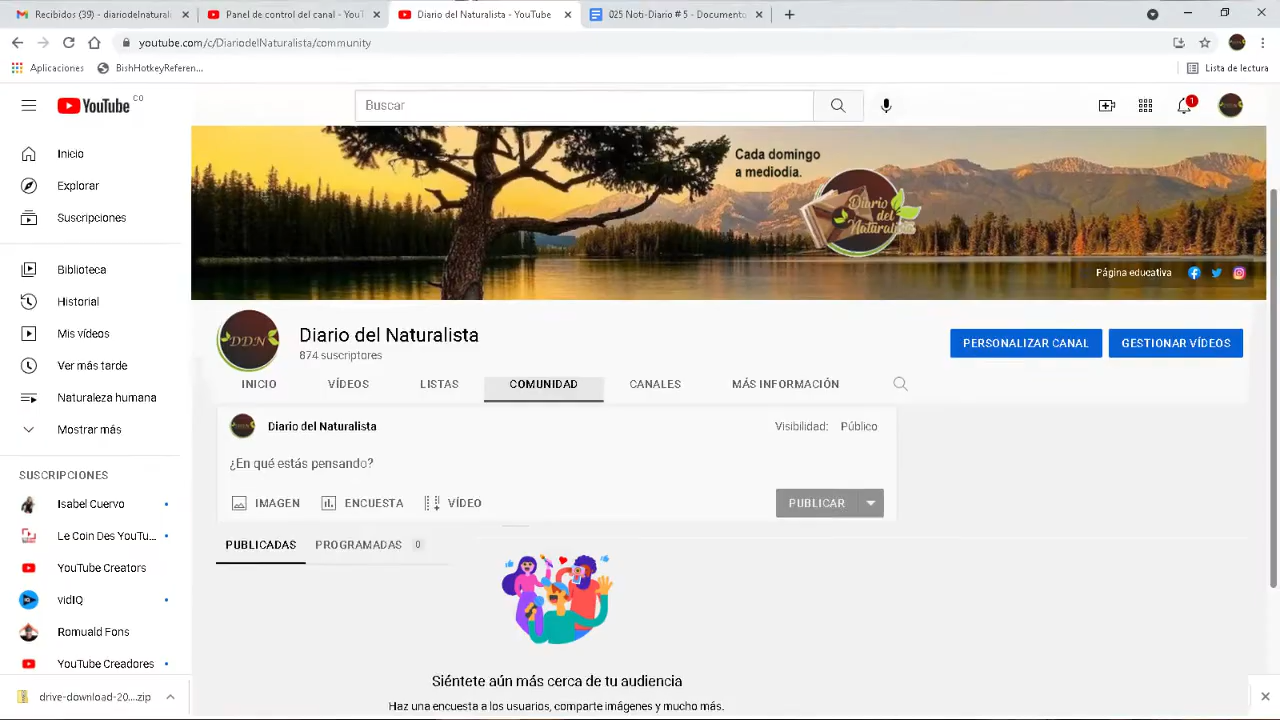 Recibidos (39) - diariodelnatural
Panel de control del canal - YouT
Diario del Naturalista - YouTube
025 Noti-Diario # 5 - Documento
youtube.com/c/DiariodelNaturalista/community
Aplicaciones
BishHotkeyReferen...
Lista de lectura
YouTube CO
Buscar
1
Inicio
Explorar
Suscripciones
Biblioteca
Historial
Mis vídeos
Ver más tarde
Naturaleza humana
Mostrar más
SUSCRIPCIONES
Isabel Cuervo
Le Coin Des YouTu...
YouTube Creators
vidIQ
Romuald Fons
YouTube Creadores
Cada domingo
a mediodía.
Diario
del
Naturalista
Página educativa
DDN
Diario del Naturalista
874 suscriptores
PERSONALIZAR CANAL
GESTIONAR VÍDEOS
INICIO
VÍDEOS
LISTAS
COMUNIDAD
CANALES
MÁS INFORMACIÓN
Diario del Naturalista
Visibilidad: Público
¿En qué estás pensando?
IMAGEN
ENCUESTA
VÍDEO
PUBLICAR
PUBLICADAS
PROGRAMADAS 0
Siéntete aún más cerca de tu audiencia
Haz una encuesta a los usuarios, comparte imágenes y mucho más.
drive-download-20....zip